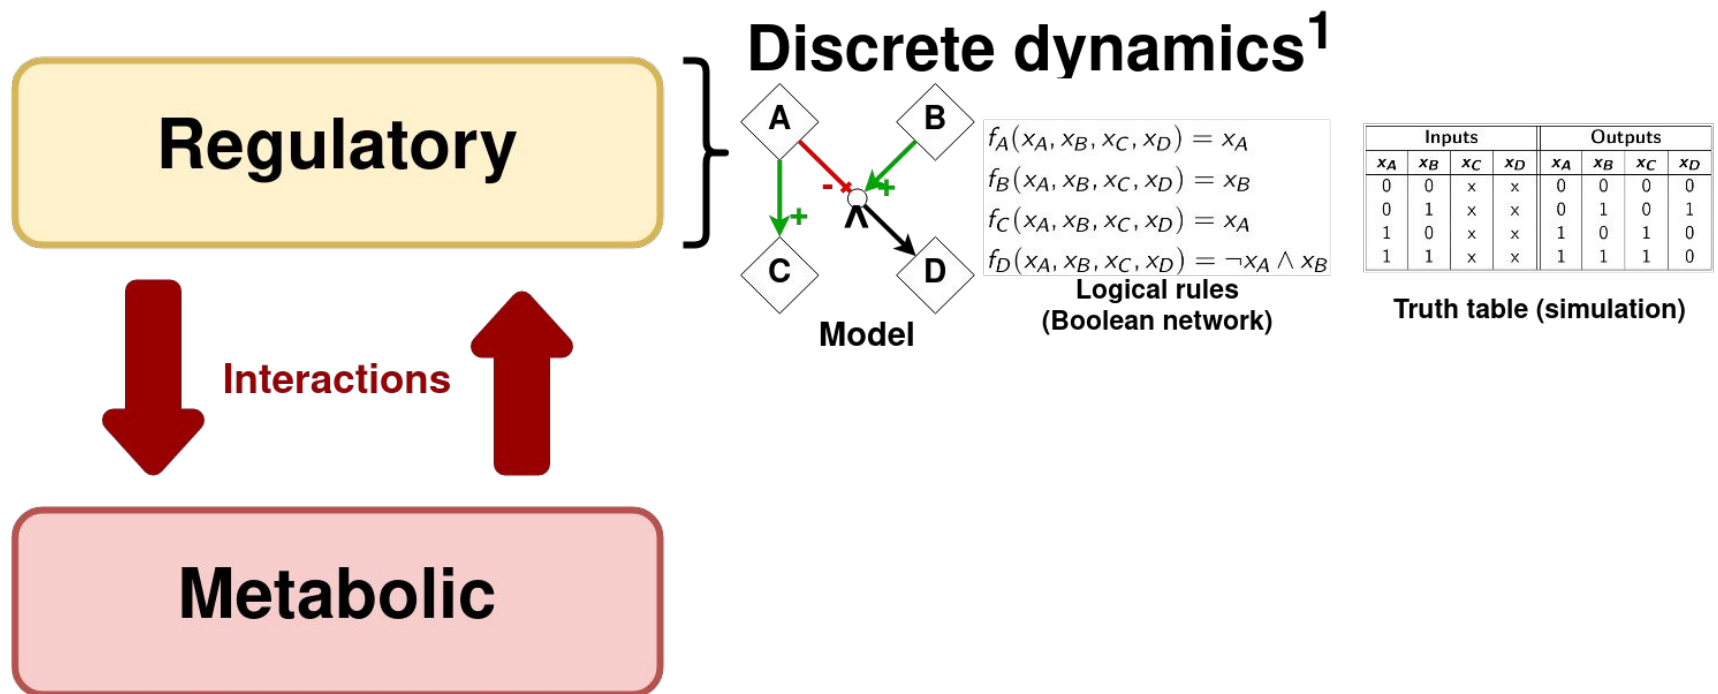 Discrete dynamics¹
Regulatory
A
B
- +
+
∧
C
D
Model
f_A(x_A, x_B, x_C, x_D) = x_A
f_B(x_A, x_B, x_C, x_D) = x_B
f_C(x_A, x_B, x_C, x_D) = x_A
f_D(x_A, x_B, x_C, x_D) = ¬x_A ∧ x_B
Logical rules
(Boolean network)
Inputs Outputs
x_A x_B x_C x_D x_A x_B x_C x_D
0 0 x x 0 0 0 0
0 1 x x 0 1 0 1
1 0 x x 1 0 1 0
1 1 x x 1 1 1 0
Truth table (simulation)
Interactions
Metabolic